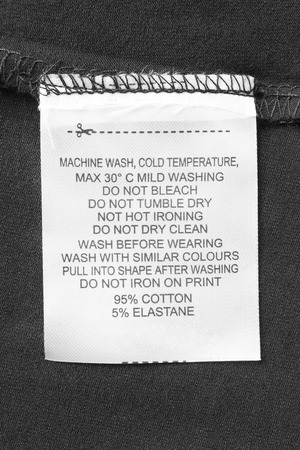 MACHINE WASH, COLD TEMPERATURE,
MAX 30° C MILD WASHING
DO NOT BLEACH
DO NOT TUMBLE DRY
NOT HOT IRONING
DO NOT DRY CLEAN
WASH BEFORE WEARING
WASH WITH SIMILAR COLOURS
PULL INTO SHAPE AFTER WASHING
DO NOT IRON ON PRINT
95% COTTON
5% ELASTANE